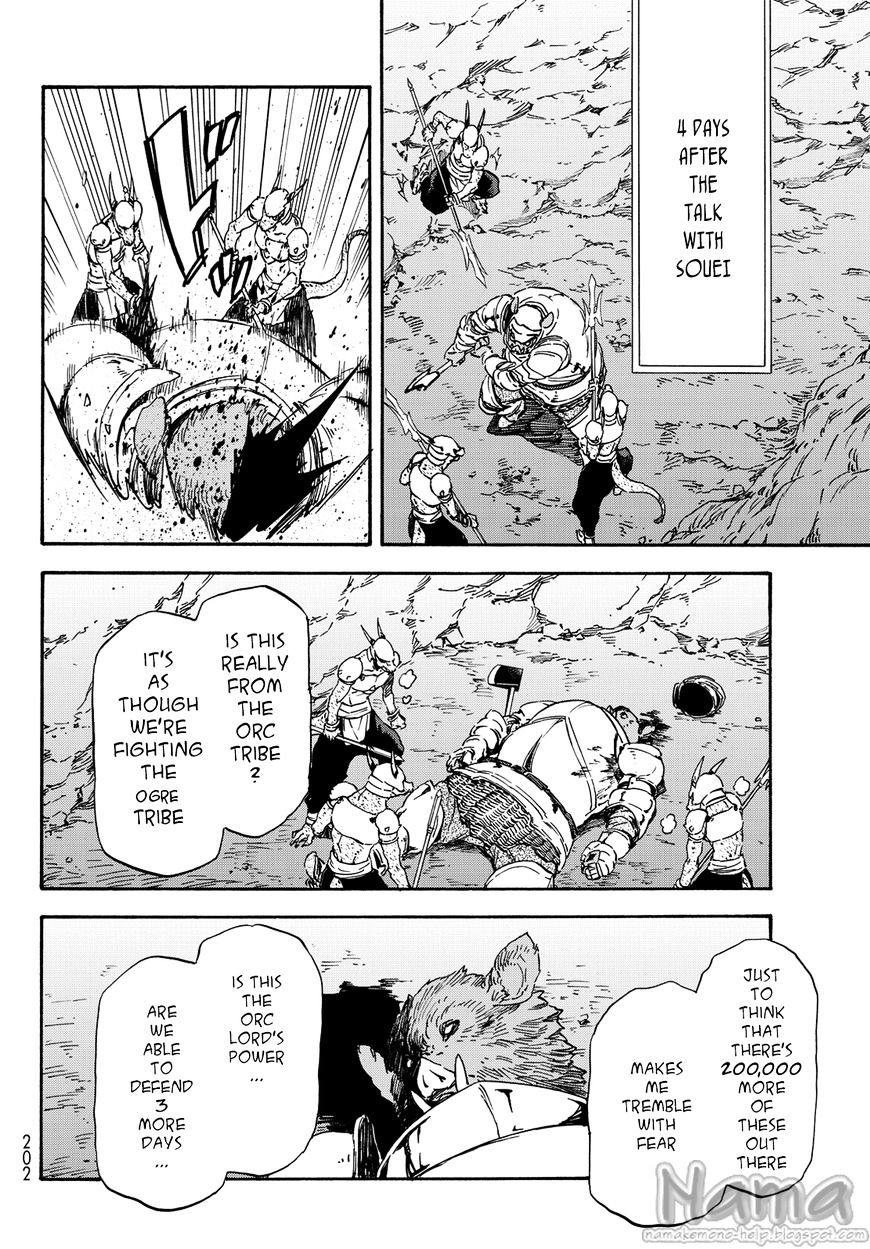 4 DAYS
AFTER
THE
TALK
WITH
SOUEI
ド
IS THIS
REALLY
FROM
THE
ORC
TRIBE
?
IT'S
AS
THOUGH
WE'RE
FIGHTING
THE
OGRE
TRIBE
JUST
TO
THINK
THAT
THERE'S
200,000
MORE
OF
THESE
OUT
THERE
MAKES
ME
TREMBLE
WITH
FEAR
IS THIS
THE
ORC
LORD'S
POWER
...
ARE
WE
ABLE
TO
DEFEND
3
MORE
DAYS
...
202
Nama
namakemono-help.blogspot.com